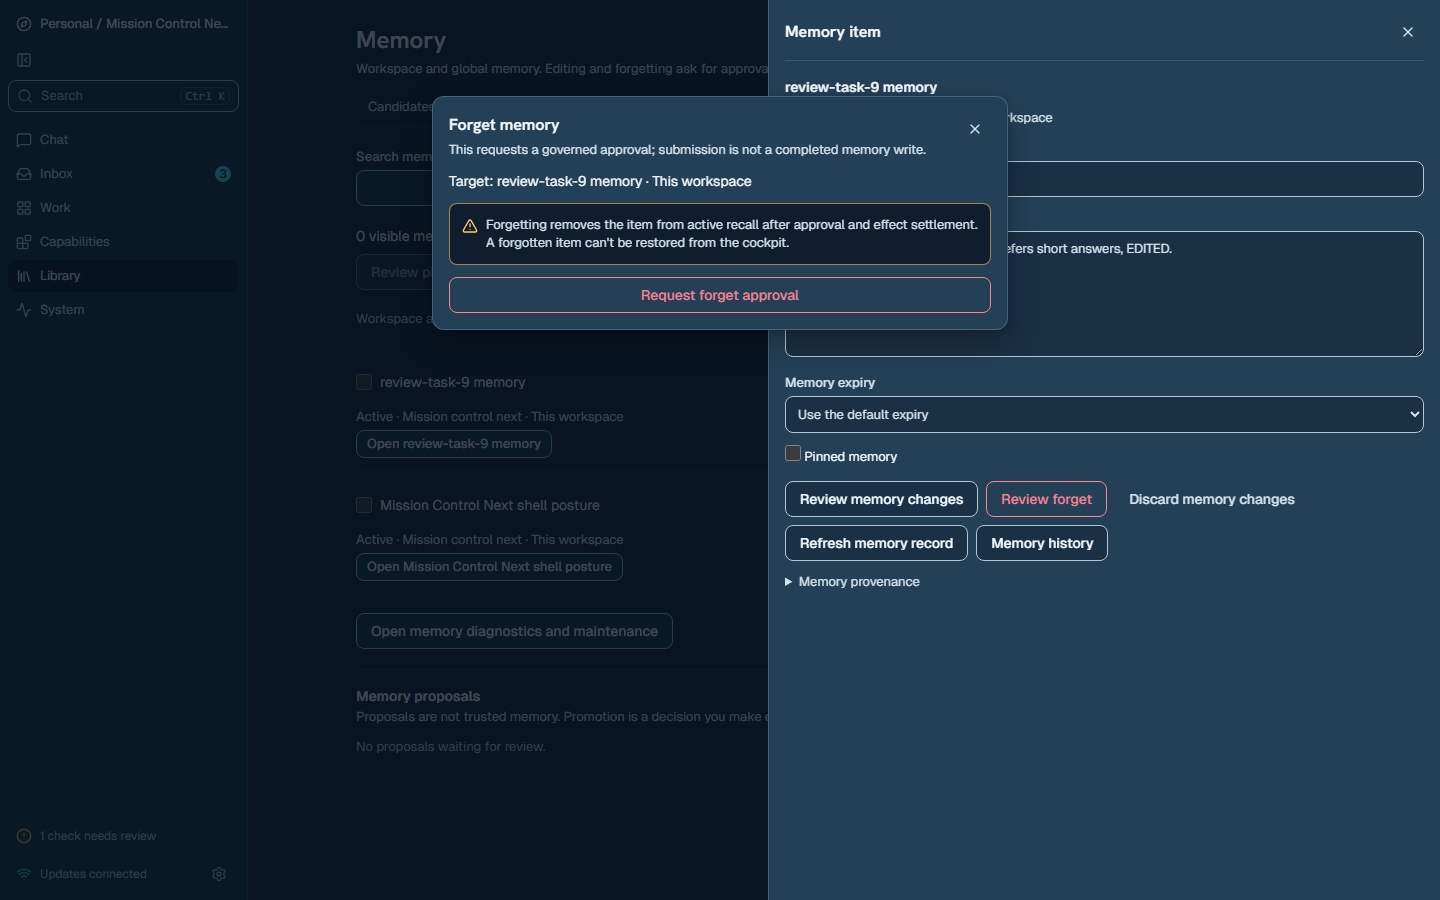 Personal / Mission Control Ne...
Search
Ctrl K
Chat
Inbox
3
Work
Capabilities
Library
System
1 check needs review
Updates connected
Memory
Workspace and global memory. Editing and forgetting ask for approva
Candidates
Search mem
0 visible me
Review p
Workspace a
review-task-9 memory
Active · Mission control next · This workspace
Open review-task-9 memory
Mission Control Next shell posture
Active · Mission control next · This workspace
Open Mission Control Next shell posture
Open memory diagnostics and maintenance
Memory proposals
Proposals are not trusted memory. Promotion is a decision you make e
No proposals waiting for review.
Forget memory
This requests a governed approval; submission is not a completed memory write.
Target: review-task-9 memory · This workspace
Forgetting removes the item from active recall after approval and effect settlement.
A forgotten item can't be restored from the cockpit.
Request forget approval
Memory item
review-task-9 memory
rkspace
efers short answers, EDITED.
Memory expiry
Use the default expiry
Pinned memory
Review memory changes
Review forget
Discard memory changes
Refresh memory record
Memory history
Memory provenance